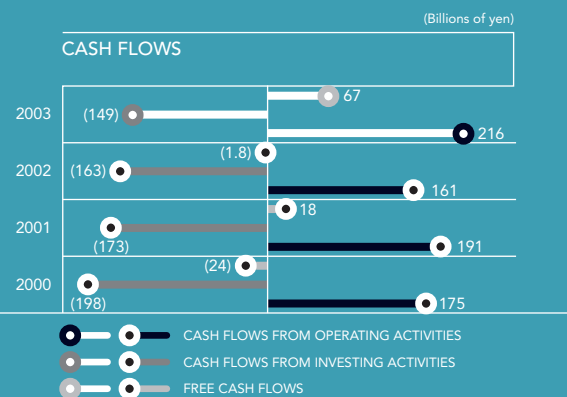 (Billions of yen)
CASH FLOWS
67
2003 (149)
216
(1.8)
2002 (163)
161
18
2001
(173) 191
(24)
2000
(198) 175
CASH FLOWS FROM OPERATING ACTIVITIES
CASH FLOWS FROM INVESTING ACTIVITIES
FREE CASH FLOWS